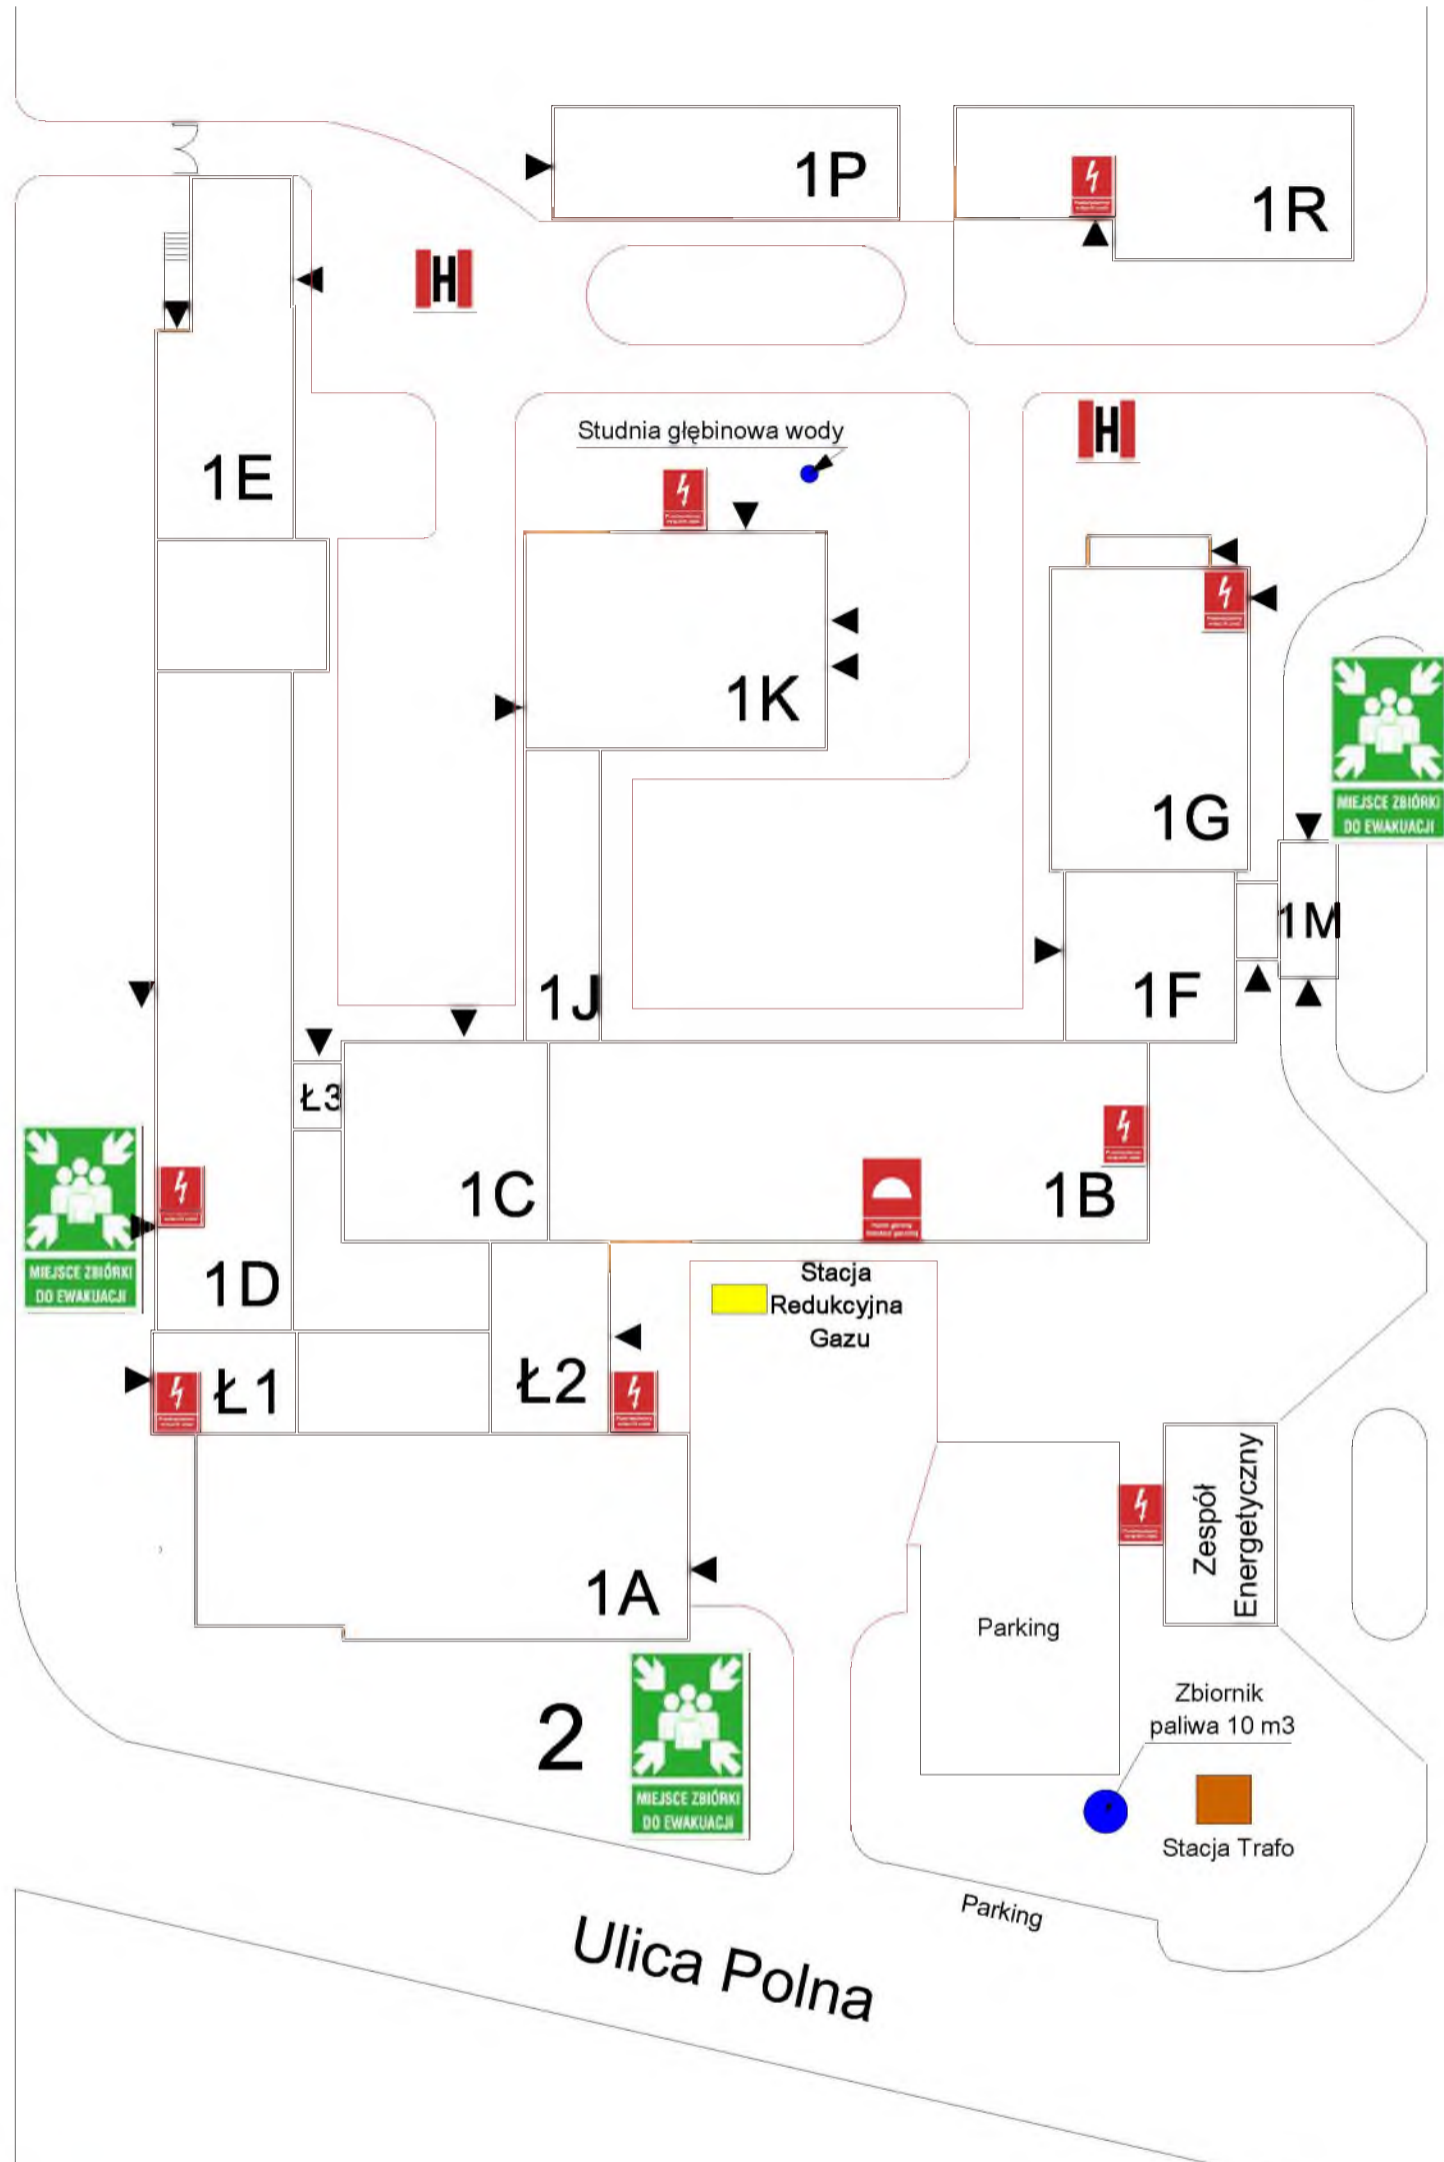 1P
1R
H
Studnia głębinowa wody
H
1E
1K
1G
MIEJSCE ZBIÓRKI
DO EWAKUACJI
1M
1J
1F
Ł3
1C
1B
MIEJSCE ZBIÓRKI
DO EWAKUACJI
1D
Stacja
Redukcyjna
Gazu
Ł1
Ł2
Zespół
Energetyczny
1A
Parking
2
MIEJSCE ZBIÓRKI
DO EWAKUACJI
Zbiornik
paliwa 10 m3
Stacja Trafo
Parking
Ulica Polna